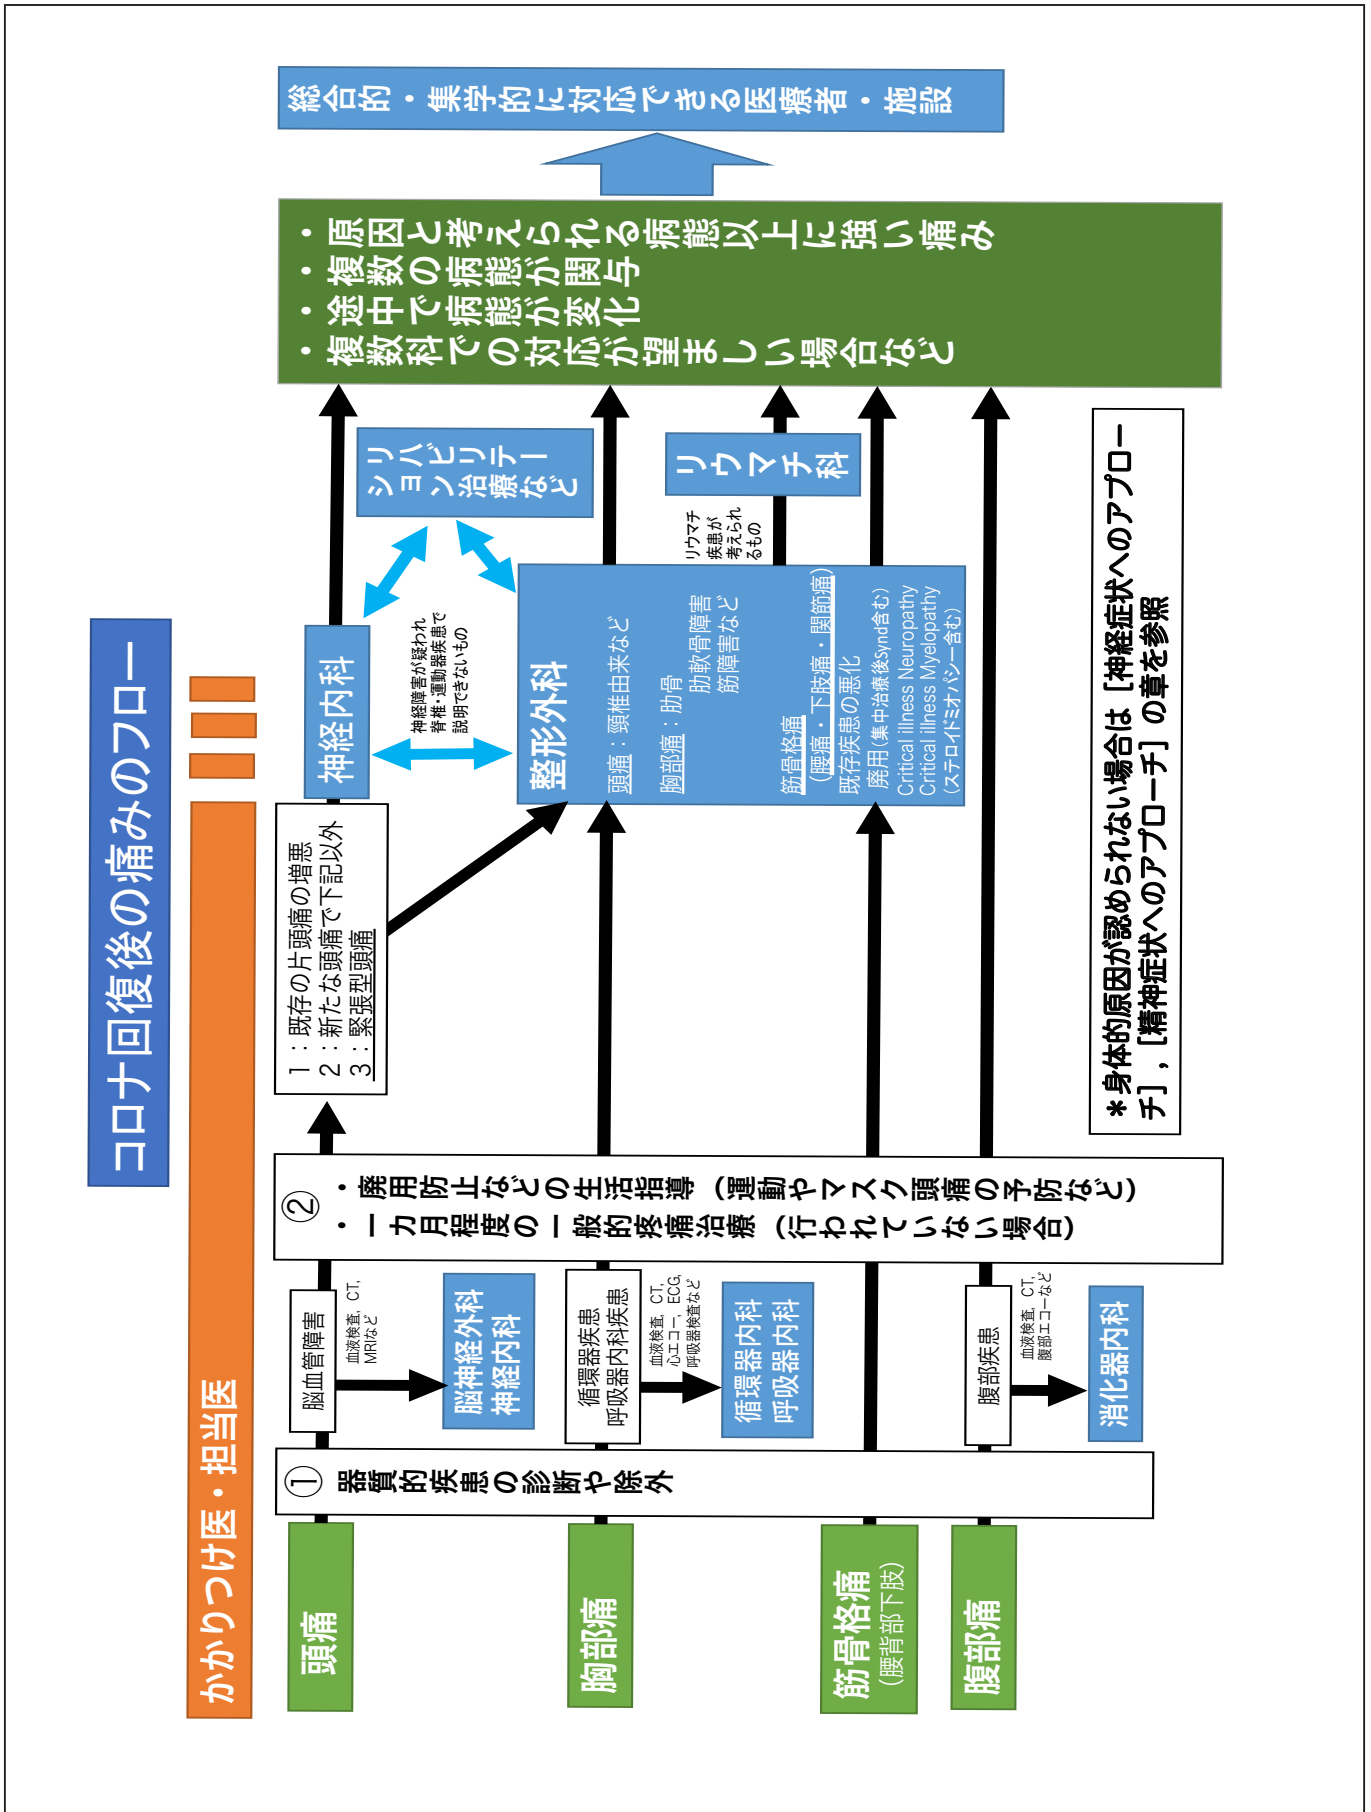 コロナ回復後の痛みのフロー
かかりつけ医・担当医
頭痛
胸部痛
筋骨格痛
（腰背部下肢）
腹部痛
① 器質的疾患の診断や除外
脳血管障害
血液検査，CT，
MRIなど
脳神経外科
神経内科
循環器疾患
呼吸器内科疾患
血液検査，CT，
心エコー，ECG，
呼吸器検査など
循環器内科
呼吸器内科
腹部疾患
血液検査，CT，
腹部エコーなど
消化器内科
② ・廃用防止などの生活指導（運動やマスク頭痛の予防など）
・一カ月程度の一般的疼痛治療（行われていない場合）
1：既存の片頭痛の増悪
2：新たな頭痛で下記以外
3：緊張型頭痛
神経内科
神経障害が疑われ
脊椎・運動器疾患で
説明できないもの
リハビリテー
ション治療など
整形外科
頭痛：頸椎由来など
胸部痛：肋骨
肋軟骨障害
筋障害など
筋骨格痛
（腰痛・下肢痛・関節痛）
既存疾患の悪化
廃用（集中治療後Synd含む）
Critical illness Neuropathy
Critical illness Myelopathy
（ステロイドミオパシー含む）
リウマチ
疾患が
考えられ
るもの
リウマチ科
・原因と考えられる病態以上に強い痛み
・複数の病態が関与
・途中で病態が変化
・複数科での対応が望ましい場合など
総合的・集学的に対応できる医療者・施設
＊身体的原因が認められない場合は［神経症状へのアプロー
チ］，［精神症状へのアプローチ］の章を参照